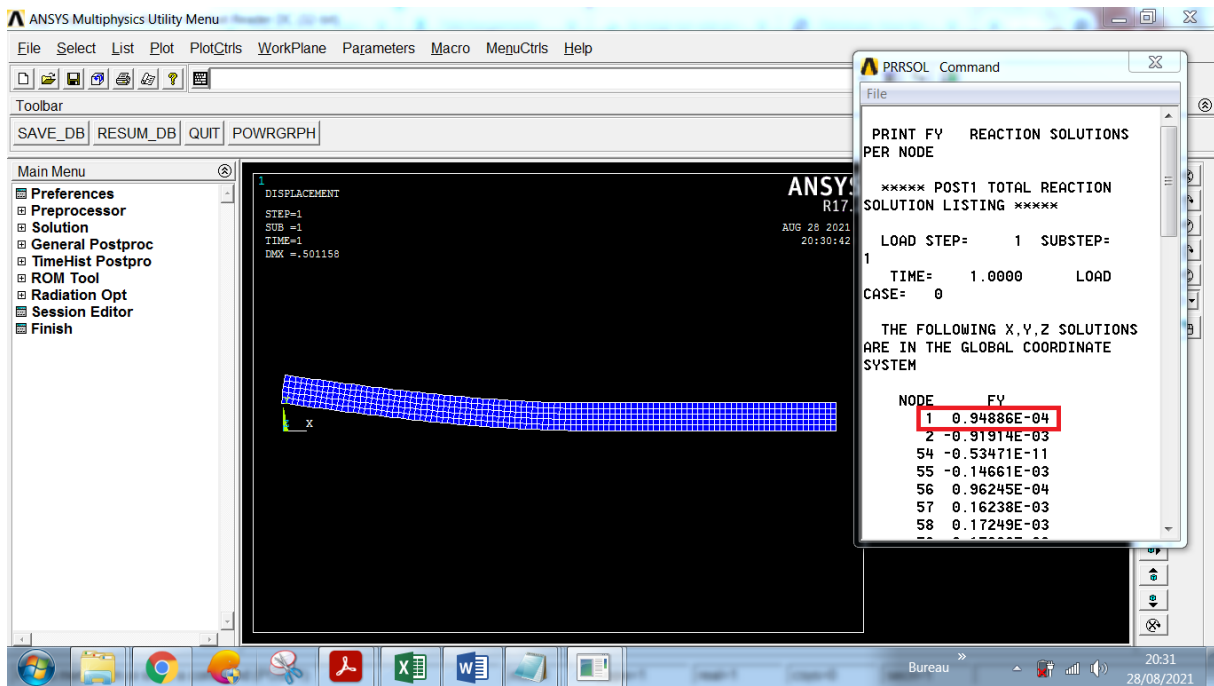 ANSYS Multiphysics Utility Menu
File Select List Plot PlotCtrls WorkPlane Parameters Macro MenuCtrls Help
Toolbar
SAVE_DB RESUM_DB QUIT POWRGRPH
Main Menu
Preferences
Preprocessor
Solution
General Postproc
TimeHist Postpro
ROM Tool
Radiation Opt
Session Editor
Finish
1
DISPLACEMENT
STEP=1
SUB =1
TIME=1
DMX =.501158
ANSYS
R17.
AUG 28 2021
20:30:42
X
PRRSOL Command
File
PRINT FY REACTION SOLUTIONS
PER NODE
***** POST1 TOTAL REACTION
SOLUTION LISTING *****
LOAD STEP= 1 SUBSTEP=
1
TIME= 1.0000 LOAD
CASE= 0
THE FOLLOWING X,Y,Z SOLUTIONS
ARE IN THE GLOBAL COORDINATE
SYSTEM
NODE FY
1 0.94886E-04
2 -0.91914E-03
54 -0.53471E-11
55 -0.14661E-03
56 0.96245E-04
57 0.16238E-03
58 0.17249E-03
Bureau
20:31
28/08/2021